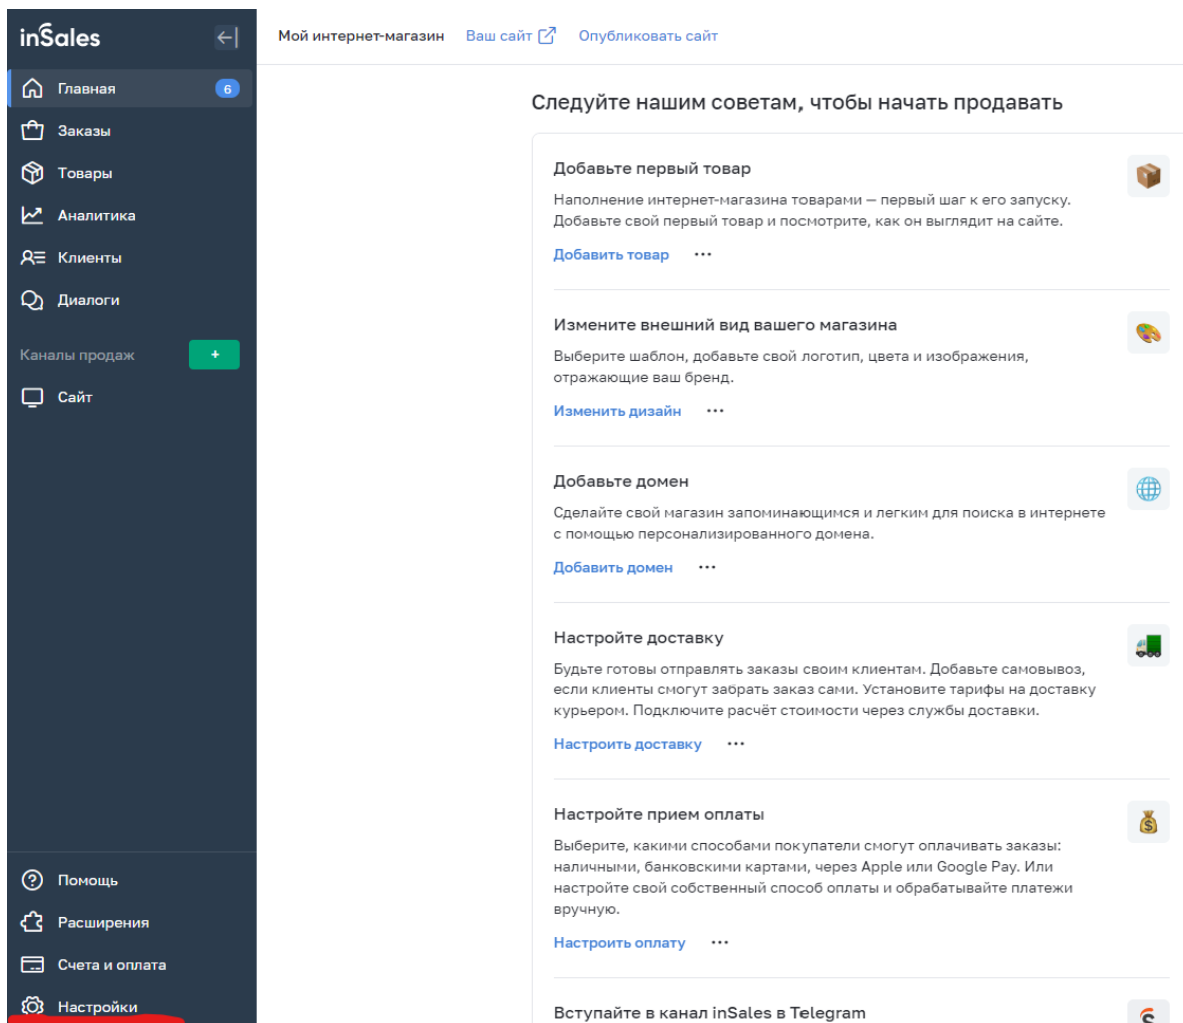 inSales
Мой интернет-магазин Ваш сайт Опубликовать сайт
Главная 6
Заказы
Товары
Аналитика
Клиенты
Диалоги
Каналы продаж +
Сайт
Помощь
Расширения
Счета и оплата
Настройки
Следуйте нашим советам, чтобы начать продавать
Добавьте первый товар
Наполнение интернет-магазина товарами — первый шаг к его запуску.
Добавьте свой первый товар и посмотрите, как он выглядит на сайте.
Добавить товар ···
Измените внешний вид вашего магазина
Выберите шаблон, добавьте свой логотип, цвета и изображения,
отражающие ваш бренд.
Изменить дизайн ···
Добавьте домен
Сделайте свой магазин запоминающимся и легким для поиска в интернете
с помощью персонализированного домена.
Добавить домен ···
Настройте доставку
Будьте готовы отправлять заказы своим клиентам. Добавьте самовывоз,
если клиенты смогут забрать заказ сами. Установите тарифы на доставку
курьером. Подключите расчёт стоимости через службы доставки.
Настроить доставку ···
Настройте прием оплаты
Выберите, какими способами покупатели смогут оплачивать заказы:
наличными, банковскими картами, через Apple или Google Pay. Или
настройте свой собственный способ оплаты и обрабатывайте платежи
вручную.
Настроить оплату ···
Вступайте в канал inSales в Telegram